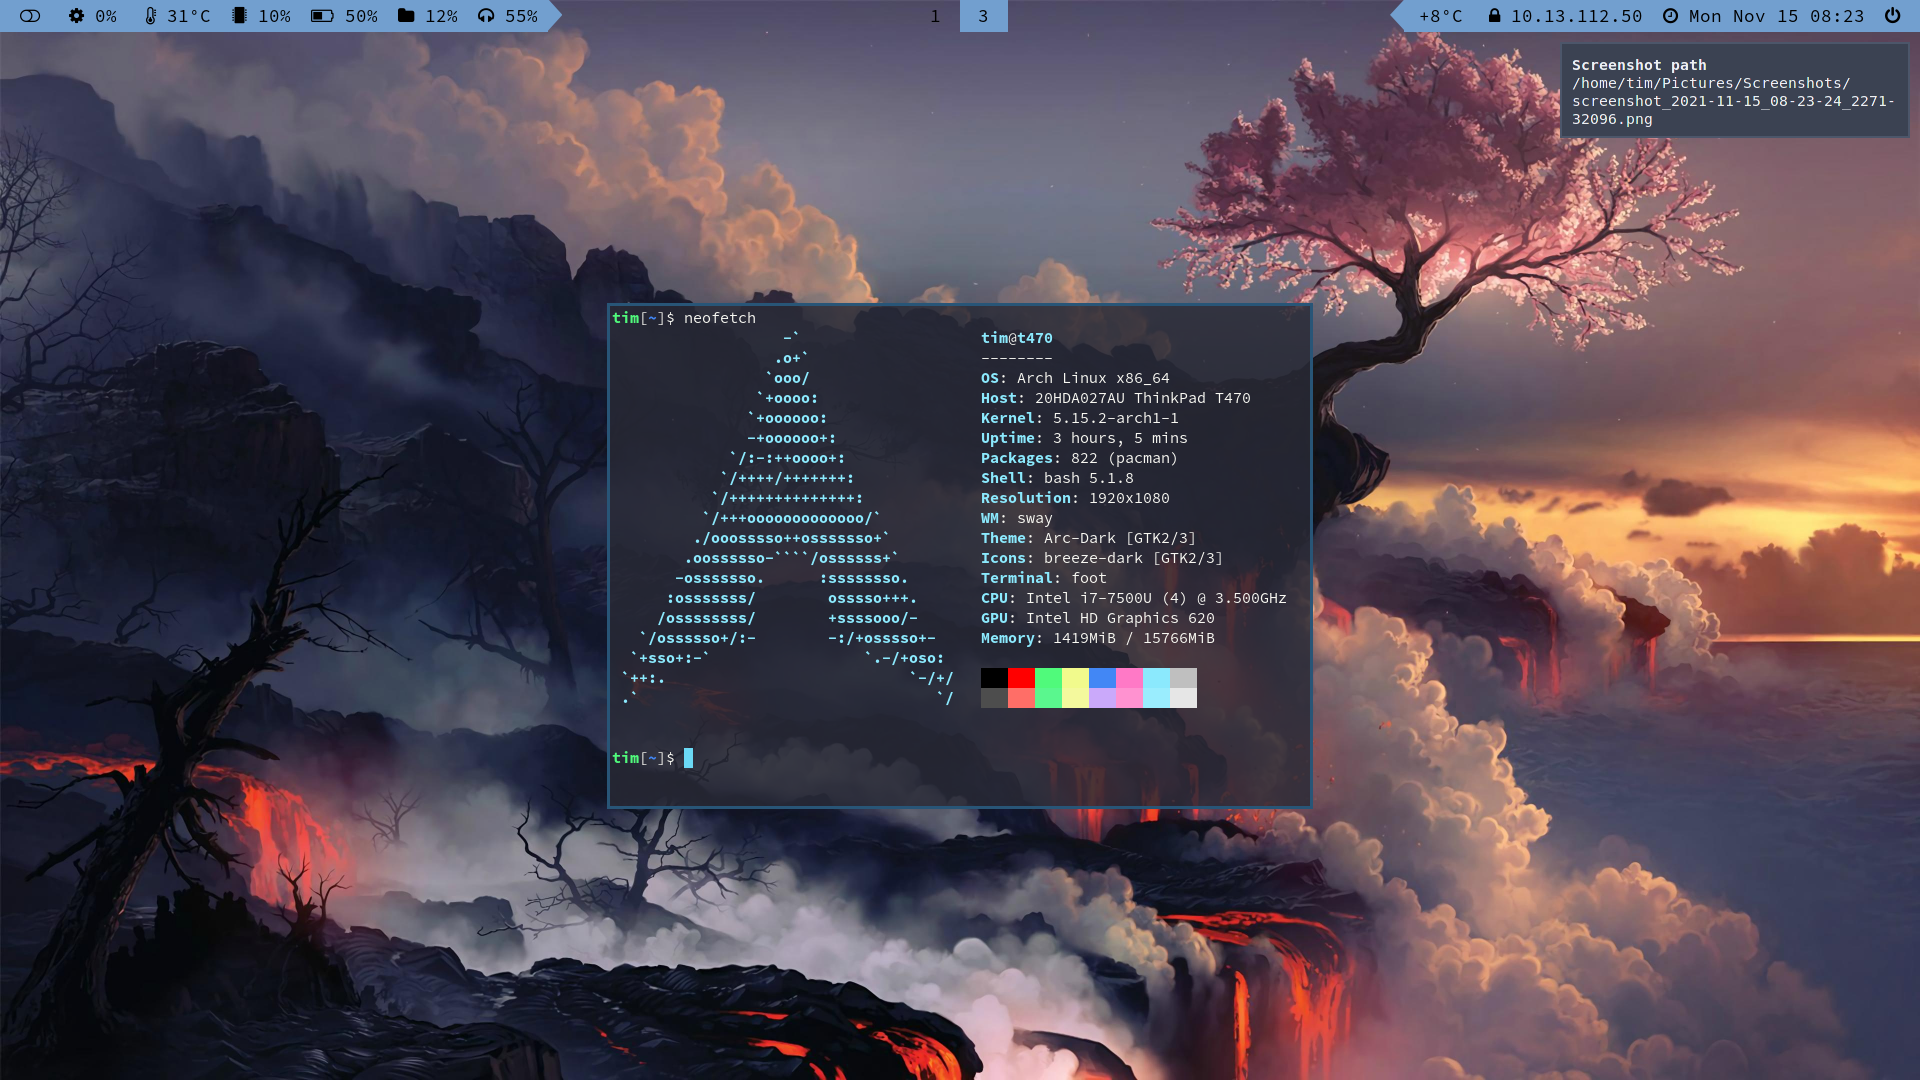 0% 31°C 10% 50% 12% 55% 1 3 +8°C 10.13.112.50 Mon Nov 15 08:23
Screenshot path
/home/tim/Pictures/Screenshots/
screenshot_2021-11-15_08-23-24_2271-
32096.png
tim[~]$ neofetch
                   -`                    tim@t470
                  .o+`                   --------
                 `ooo/                   OS: Arch Linux x86_64
                `+oooo:                  Host: 20HDA027AU ThinkPad T470
               `+oooooo:                 Kernel: 5.15.2-arch1-1
               -+oooooo+:                Uptime: 3 hours, 5 mins
             `/:-:++oooo+:               Packages: 822 (pacman)
            `/++++/+++++++:              Shell: bash 5.1.8
           `/++++++++++++++:             Resolution: 1920x1080
          `/+++ooooooooooooo/`           WM: sway
         ./ooosssso++osssssso+`          Theme: Arc-Dark [GTK2/3]
        .oossssso-````/ossssss+`         Icons: breeze-dark [GTK2/3]
       -osssssso.      :ssssssso.        Terminal: foot
      :osssssss/        osssso+++.       CPU: Intel i7-7500U (4) @ 3.500GHz
     /ossssssss/        +ssssooo/-       GPU: Intel HD Graphics 620
   `/ossssso+/:-        -:/+osssso+-     Memory: 1419MiB / 15766MiB
  `+sso+:-`                 `.-/+oso:
 `++:.                           `-/+/
 .`                                 `/
tim[~]$